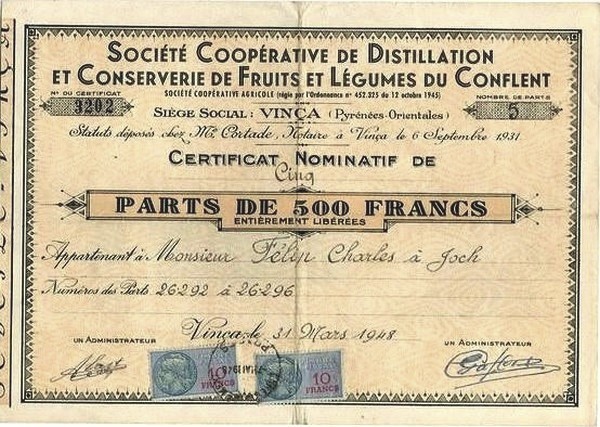 SOCIÉTÉ COOPÉRATIVE DE DISTILLATION
ET CONSERVERIE DE FRUITS ET LÉGUMES DU CONFLENT
SOCIÉTÉ COOPÉRATIVE AGRICOLE (régie par l'Ordonnance nº 452.325 du 12 octobre 1945)
Nº DU CERTIFICAT
3202
NOMBRE DE PARTS
5
SIÈGE SOCIAL : VINÇA (Pyrénées-Orientales)
Statuts déposés chez Me Portade, Notaire à Vinça le 6 Septembre 1931
CERTIFICAT NOMINATIF DE
Cinq
PARTS DE 500 FRANCS
ENTIÈREMENT LIBÉRÉES
Appartenant à Monsieur Félip Charles à Joch
Numéros des Parts 26292 à 26296
Vinça, le 31 Mars 1948
UN ADMINISTRATEUR
UN ADMINISTRATEUR
10
FRANCS
10
FRANCS